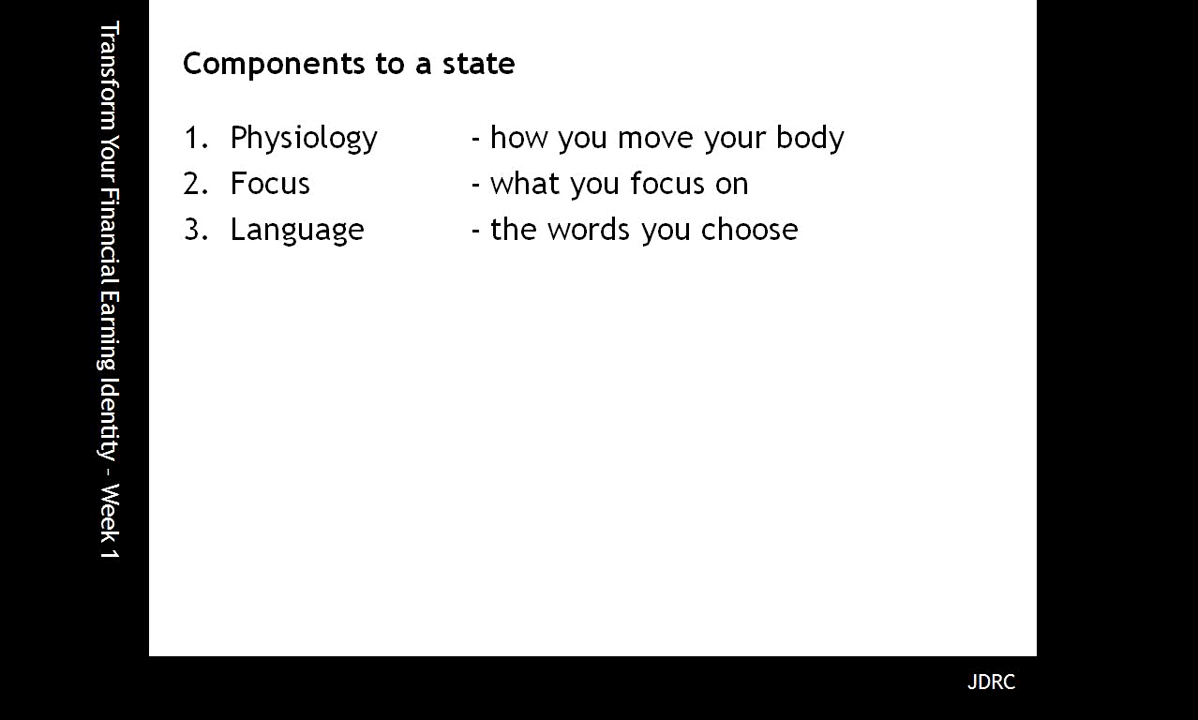 Transform Your Financial Earning Identity - Week 1
Components to a state
1. Physiology - how you move your body
2. Focus - what you focus on
3. Language - the words you choose
JDRC